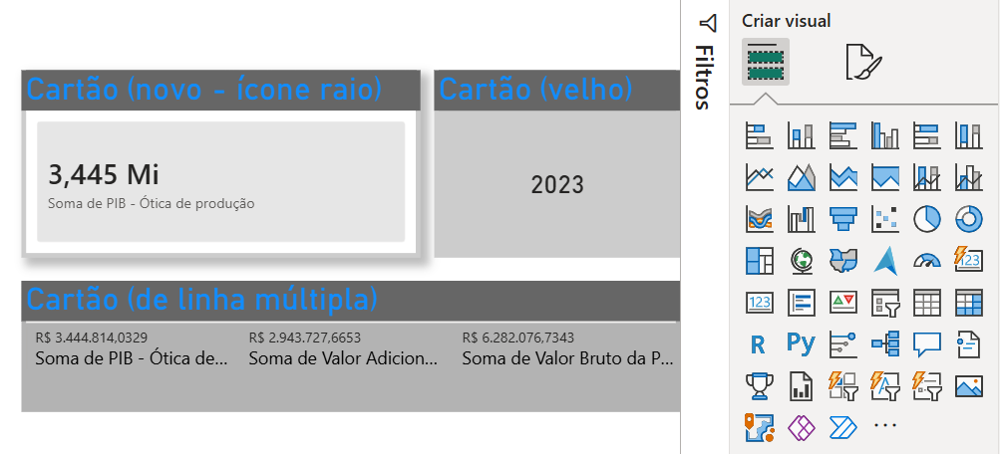 Cartão (novo - ícone raio)
3,445 Mi
Soma de PIB - Ótica de produção
Cartão (velho)
2023
Cartão (de linha múltipla)
R$ 3.444.814,0329
Soma de PIB - Ótica de...
R$ 2.943.727,6653
Soma de Valor Adicion...
R$ 6.282.076,7343
Soma de Valor Bruto da P...
Filtros
Criar visual
123
123
R
Py
A
...